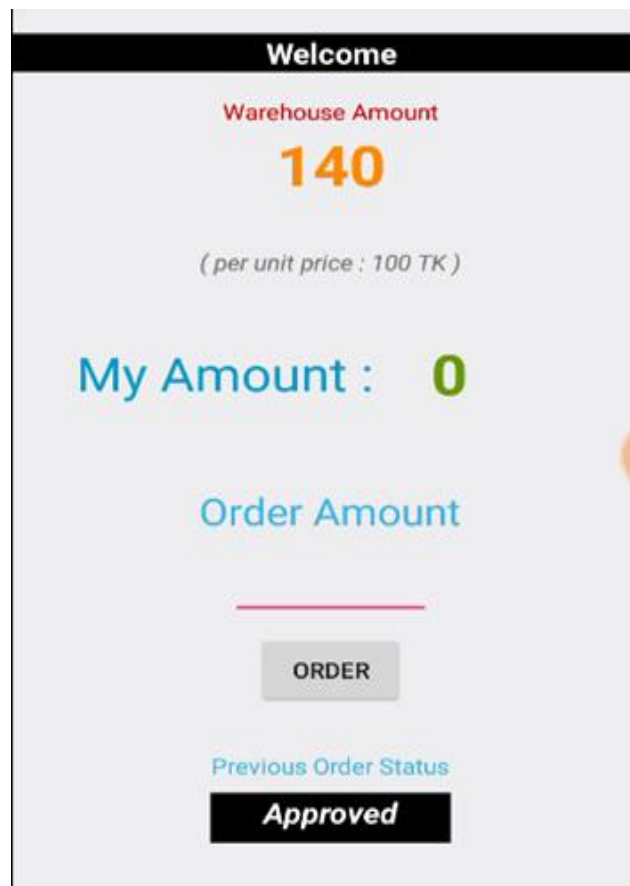 Welcome
Warehouse Amount
140
( per unit price : 100 TK )
My Amount : 0
Order Amount
ORDER
Previous Order Status
Approved